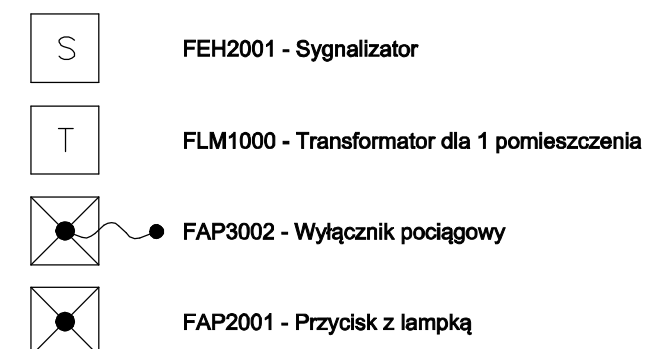 S FEH2001 - Sygnalizator
T FLM1000 - Transformator dla 1 pomieszczenia
FAP3002 - Wyłącznik pociągowy
FAP2001 - Przycisk z lampką